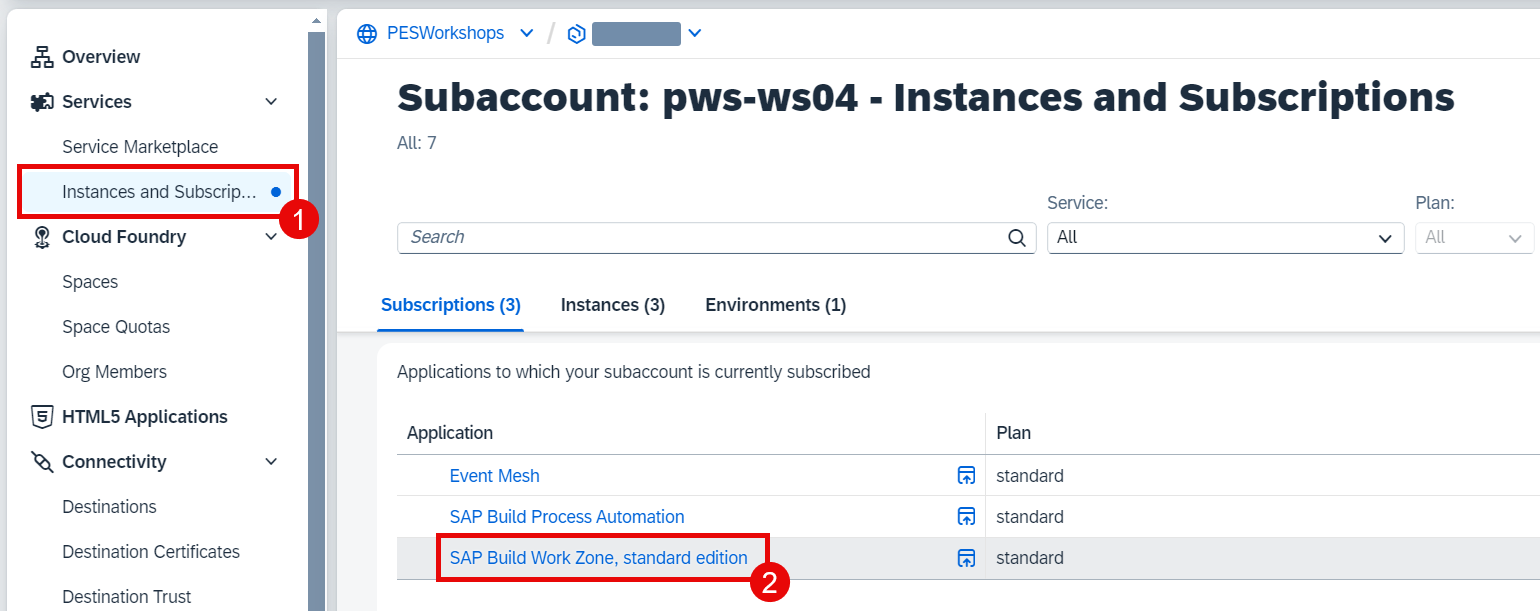 Overview
Services
Service Marketplace
Instances and Subscrip...
1
Cloud Foundry
Spaces
Space Quotas
Org Members
HTML5 Applications
Connectivity
Destinations
Destination Certificates
Destination Trust
PESWorkshops /
Subaccount: pws-ws04 - Instances and Subscriptions
All: 7
Service: Plan:
Search All All
Subscriptions (3) Instances (3) Environments (1)
Applications to which your subaccount is currently subscribed
Application Plan
Event Mesh standard
SAP Build Process Automation standard
SAP Build Work Zone, standard edition standard
2